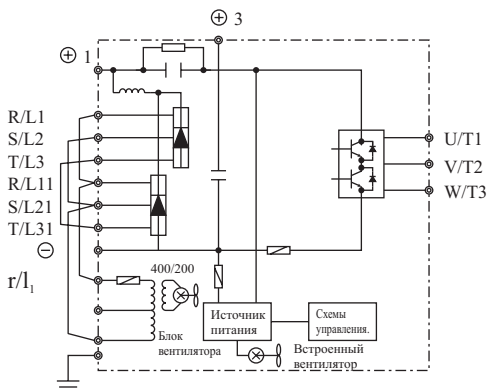 ⊕ 3
⊕ 1
R/L1
S/L2
T/L3
R/L11
S/L21
T/L31
⊖
r/l₁
U/T1
V/T2
W/T3
400/200
Блок
вентилятора
Источник
питания
Схемы
управления.
Встроенный
вентилятор